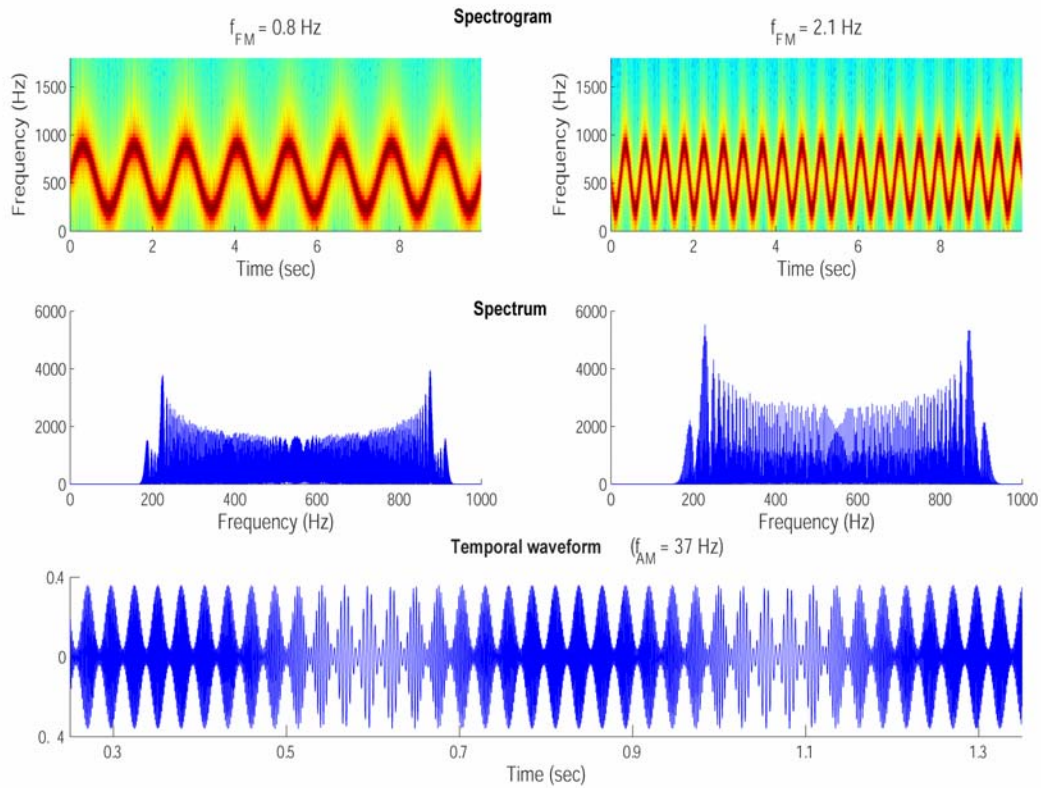 Spectrogram
f_FM = 0.8 Hz
f_FM = 2.1 Hz
Frequency (Hz)
1500
1000
500
0
0 2 4 6 8
Time (sec)
Frequency (Hz)
1500
1000
500
0
0 2 4 6 8
Time (sec)
Spectrum
6000
4000
2000
0
0 200 400 600 800 1000
Frequency (Hz)
6000
4000
2000
0
0 200 400 600 800 1000
Frequency (Hz)
Temporal waveform (f_AM = 37 Hz)
0.4
0
0. 4
0.3 0.5 0.7 0.9 1.1 1.3
Time (sec)